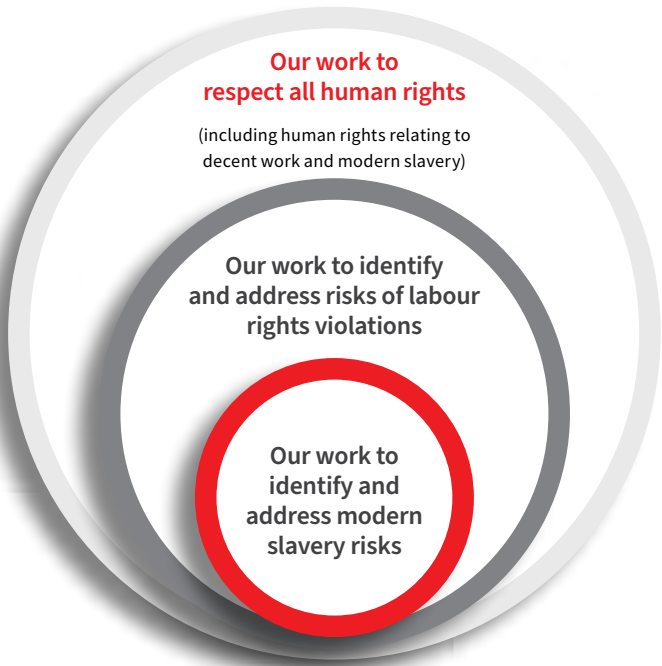 Our work to
respect all human rights
(including human rights relating to
decent work and modern slavery)
Our work to identify
and address risks of labour
rights violations
Our work to
identify and
address modern
slavery risks